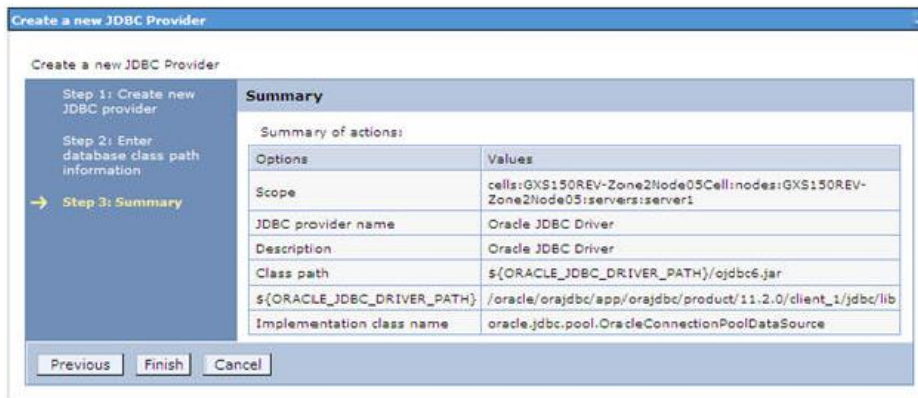 Create a new JDBC Provider
Create a new JDBC Provider
Step 1: Create new
JDBC provider
Step 2: Enter
database class path
information
Step 3: Summary
Summary
Summary of actions:
Options Values
Scope cells:GXS150REV-Zone2Node05Cell:nodes:GXS150REV-
Zone2Node05:servers:server1
JDBC provider name Oracle JDBC Driver
Description Oracle JDBC Driver
Class path ${ORACLE_JDBC_DRIVER_PATH}/ojdbc6.jar
${ORACLE_JDBC_DRIVER_PATH} /oracle/orajdbc/app/orajdbc/product/11.2.0/client_1/jdbc/lib
Implementation class name oracle.jdbc.pool.OracleConnectionPoolDataSource
Previous Finish Cancel